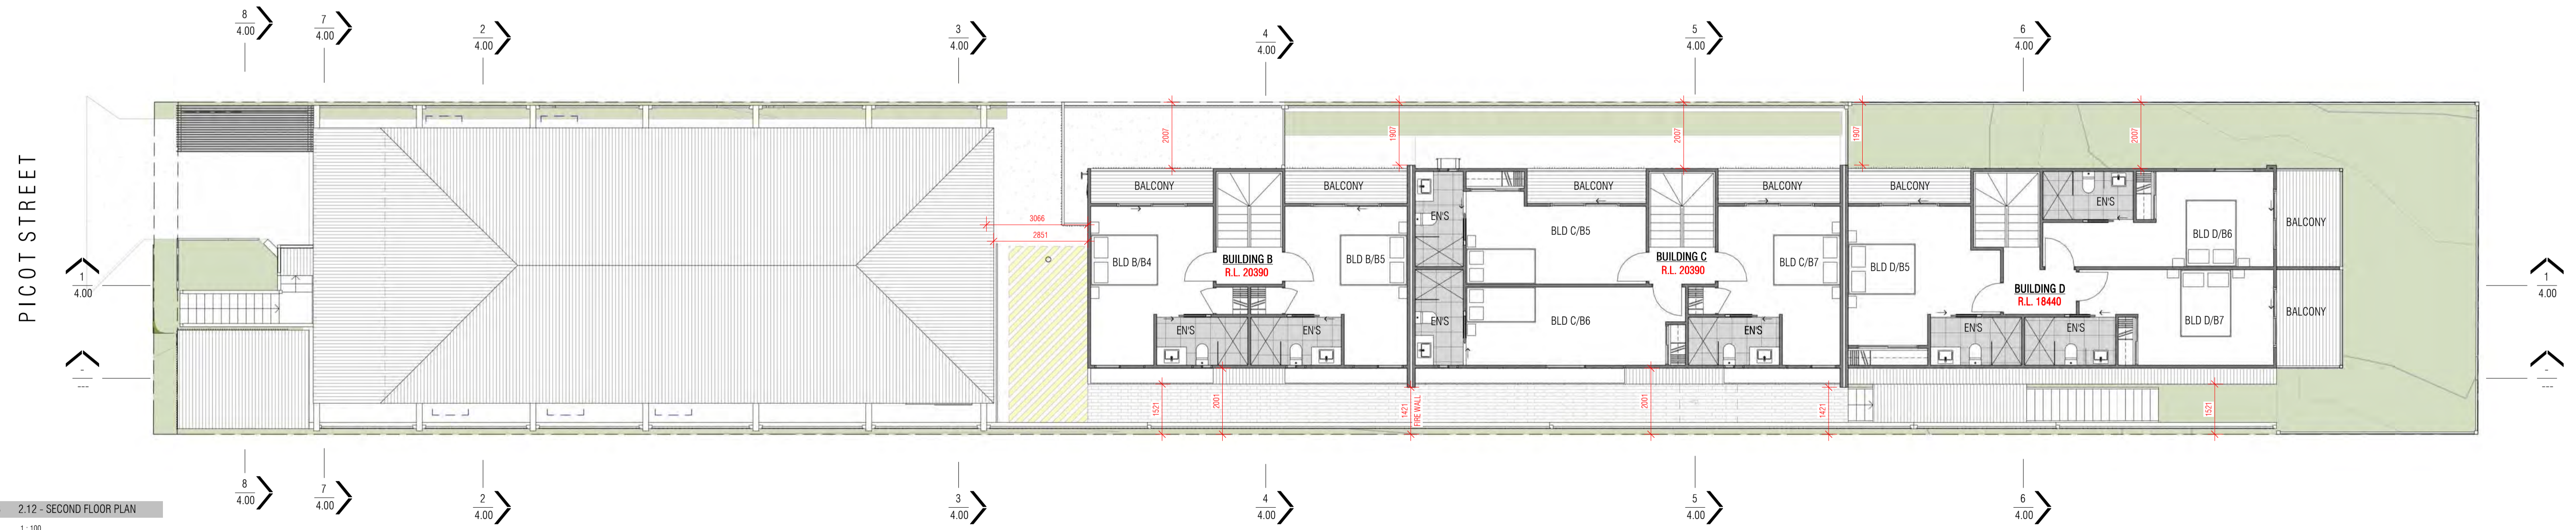 8
4.00
7
4.00
2
4.00
3
4.00
4
4.00
5
4.00
6
4.00
PICOT STREET
2007
1907
2007
1907
2007
BALCONY
BALCONY
BALCONY
BALCONY
BALCONY
EN'S
EN'S
3066
2851
BLD B/B4
BUILDING B
R.L. 20390
BLD B/B5
BLD C/B5
BUILDING C
R.L. 20390
BLD C/B7
BLD D/B5
BLD D/B6
BALCONY
1
4.00
1
4.00
BUILDING D
R.L. 18440
BLD D/B7
BALCONY
EN'S
EN'S
EN'S
BLD C/B6
EN'S
EN'S
EN'S
-
---
-
---
1521
2001
1421
FIRE WALL
2001
1421
1521
8
4.00
7
4.00
2
4.00
3
4.00
4
4.00
5
4.00
6
4.00
2.12 - SECOND FLOOR PLAN
1 : 100